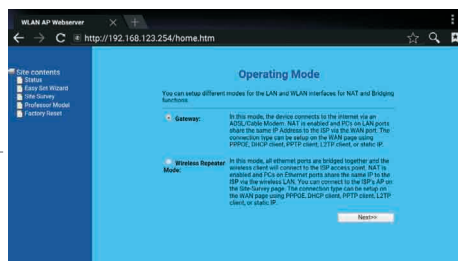 WLAN AP Webserver
http://192.168.123.254/home.htm
Site contents
Status
Easy Set Wizard
Site Survey
Professor Model
Factory Reset
Operating Mode
You can setup different modes for the LAN and WLAN interfaces for NAT and Bridging
functions.
Gateway:
In this mode, the device connects to the internet via an
ADSL/Cable Modem. NAT is enabled and PCs on LAN ports
share the same IP Address to the ISP via the WAN port. The
connection type can be setup on the WAN page using
PPPOE, DHCP client, PPTP client, L2TP client, or static IP.
Wireless Repeater
Mode:
In this mode, all ethernet ports are bridged together and the
wireless client will connect to the ISP access point. NAT is
enabled and PCs on Ethernet ports share the same IP to the
ISP via the wireless LAN. You can connect to the ISP's AP on
the Site-Survey page. The connection type can be setup on
the WAN page using PPPOE, DHCP client, PPTP client, L2TP
client, or static IP.
Next>>